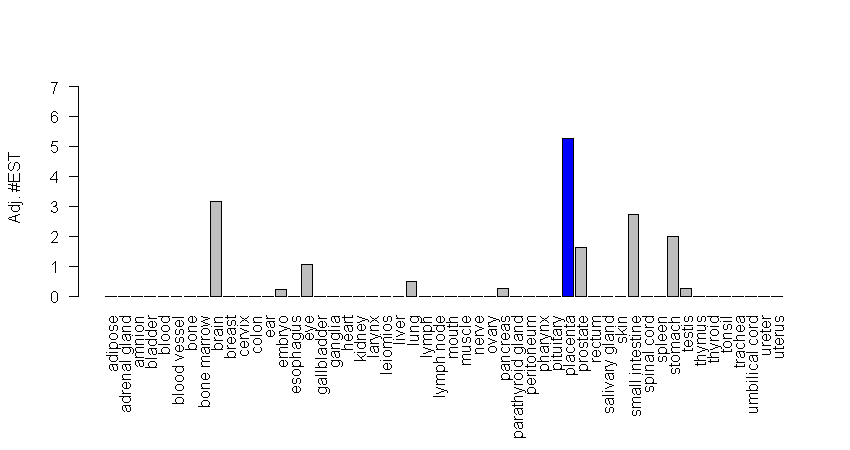 7
6
5
4
3
2
1
0
Adj. #EST
adipose
adrenal gland
amnion
bladder
blood
blood vessel
bone
bone marrow
brain
breast
cervix
colon
ear
embryo
esophagus
eye
gallbladder
ganglia
heart
kidney
larynx
leiomios
liver
lung
lymph
lymph node
mouth
muscle
nerve
ovary
pancreas
parathyroid gland
peritoneum
pharynx
pituitary
placenta
prostate
rectum
salivary gland
skin
small intestine
spinal cord
spleen
stomach
testis
thymus
thyroid
tonsil
trachea
umbilical cord
ureter
uterus